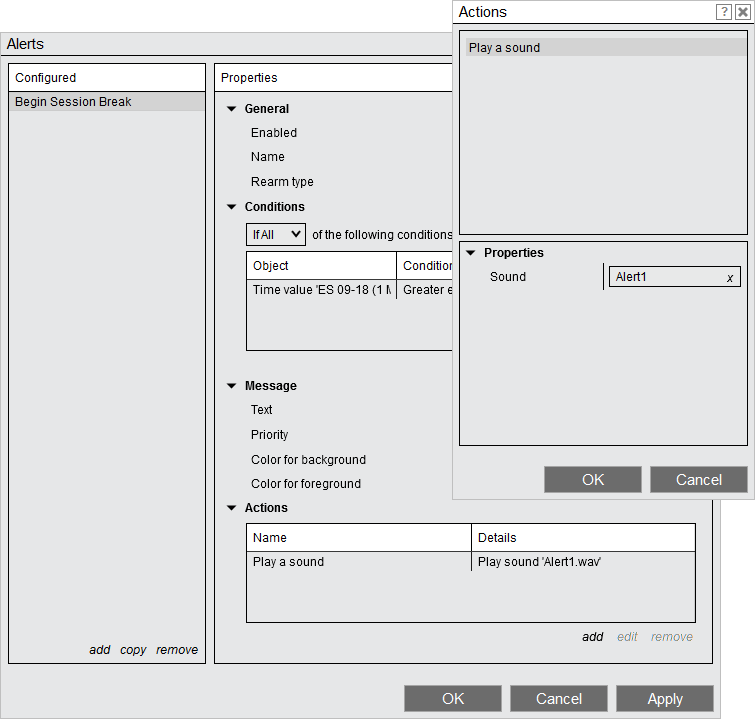 Actions
?
Play a sound
Properties
Sound
Alert1
x
OK
Cancel
Alerts
Configured
Begin Session Break
add copy remove
Properties
General
Enabled
Name
Rearm type
Conditions
If All of the following conditions
Object Condition
Time value 'ES 09-18 (1 M Greater e
Message
Text
Priority
Color for background
Color for foreground
Actions
Name Details
Play a sound Play sound 'Alert1.wav'
add edit remove
OK Cancel Apply